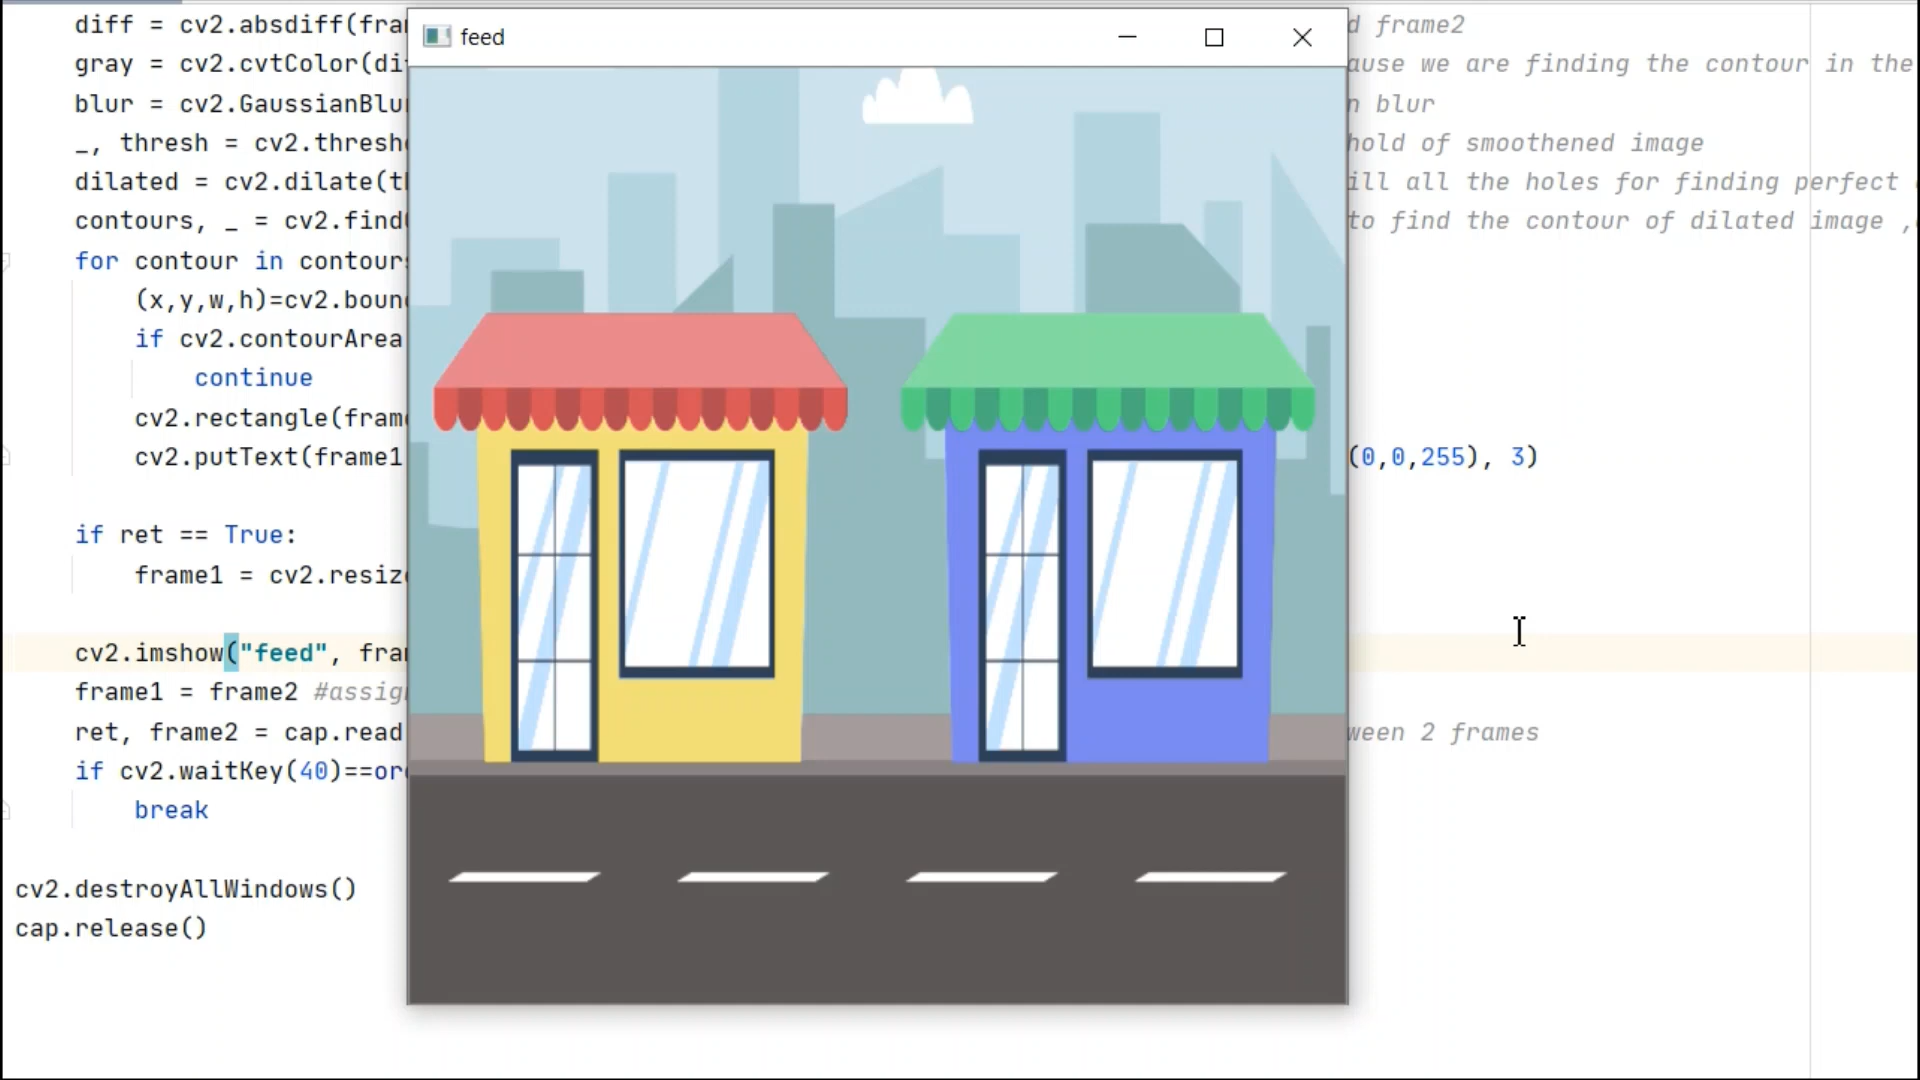 diff = cv2.absdiff(fra
gray = cv2.cvtColor(di
blur = cv2.GaussianBlu
_, thresh = cv2.thresh
dilated = cv2.dilate(t
contours, _ = cv2.find
for contour in contour
(x,y,w,h)=cv2.boun
if cv2.contourArea
continue
cv2.rectangle(frame
cv2.putText(frame1
if ret == True:
frame1 = cv2.resize
cv2.imshow("feed", fra
frame1 = frame2 #assig
ret, frame2 = cap.read
if cv2.waitKey(40)==or
break
cv2.destroyAllWindows()
cap.release()
feed
d frame2
ause we are finding the contour in the
n blur
hold of smoothened image
ill all the holes for finding perfect
to find the contour of dilated image ,
(0,0,255), 3)
ween 2 frames